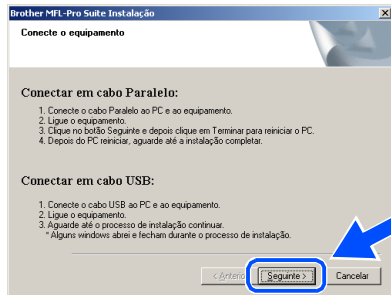 Brother MFL-Pro Suite Instalação
Conecte o equipamento
Conectar em cabo Paralelo:
1. Conecte o cabo Paralelo ao PC e ao equipamento.
2. Ligue o equipamento.
3. Clique no botão Seguinte e depois clique em Terminar para reiniciar o PC.
4. Depois do PC reiniciar, aguarde até a instalação completar.
Conectar em cabo USB:
1. Conecte o cabo USB ao PC e ao equipamento.
2. Ligue o equipamento.
3. Aguarde até o processo de instalação continuar.
* Alguns windows abrei e fecham durante o processo de instalação.
< Anterio Seguinte > Cancelar